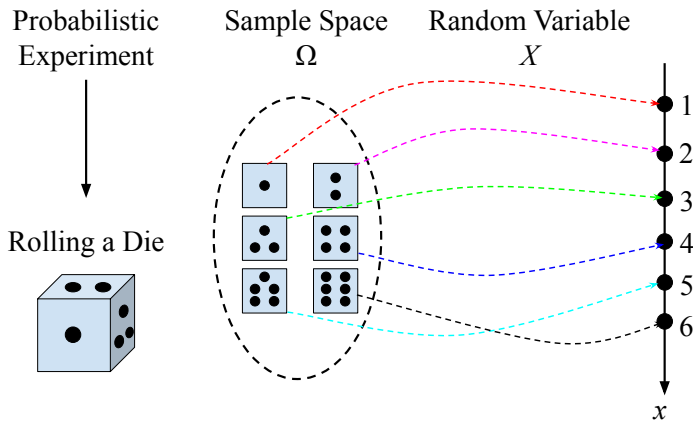 Probabilistic
Experiment
Rolling a Die
Sample Space
Ω
Random Variable
X
1
2
3
4
5
6
x